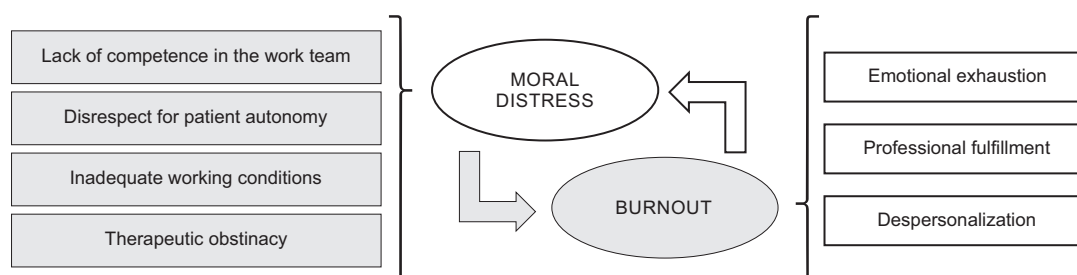 Lack of competence in the work team
Disrespect for patient autonomy
Inadequate working conditions
Therapeutic obstinacy
MORAL
DISTRESS
BURNOUT
Emotional exhaustion
Professional fulfillment
Despersonalization